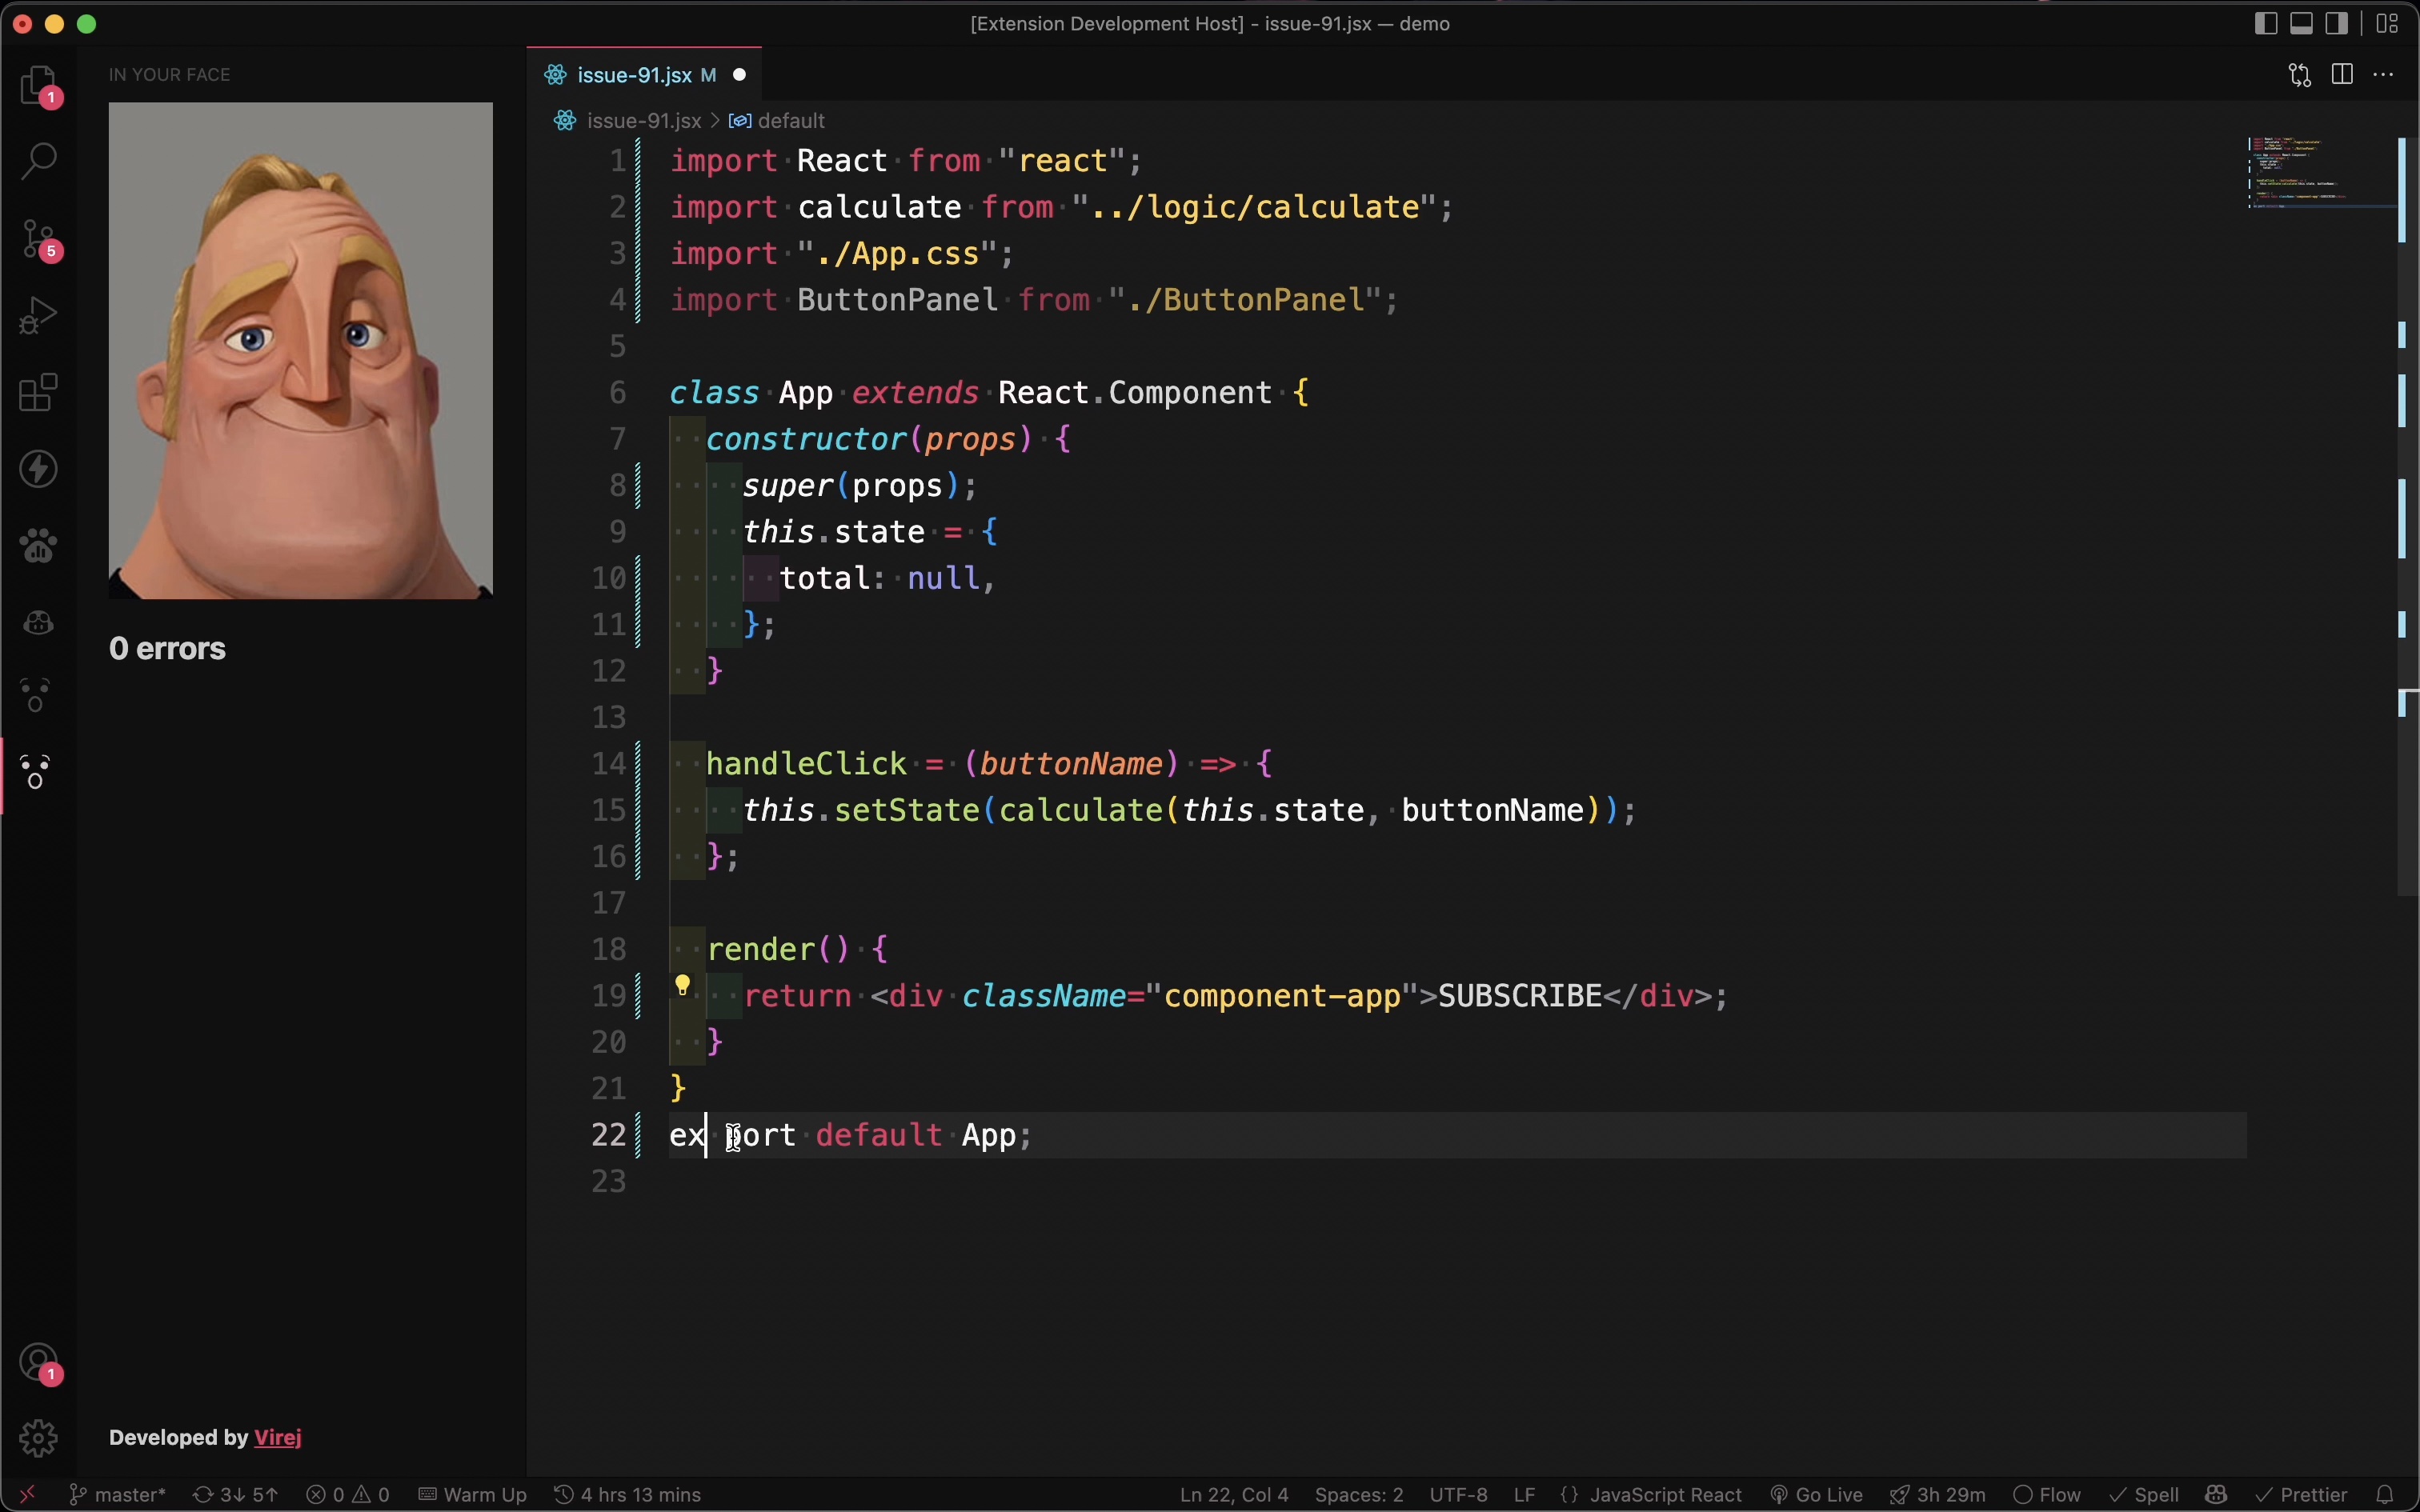 [Extension Development Host] - issue-91.jsx — demo
IN YOUR FACE
issue-91.jsx M
issue-91.jsx > default
1
5
0 errors
1 import React from "react";
2 import calculate from "../logic/calculate";
3 import "./App.css";
4 import ButtonPanel from "./ButtonPanel";
5
6 class App extends React.Component {
7 constructor(props) {
8 super(props);
9 this.state = {
10 total: null,
11 };
12 }
13
14 handleClick = (buttonName) => {
15 this.setState(calculate(this.state, buttonName));
16 };
17
18 render() {
19 return <div className="component-app">SUBSCRIBE</div>;
20 }
21 }
22 ex port default App;
23
1
Developed by Virej
master* 3↓ 5↑ 0 0 Warm Up 4 hrs 13 mins Ln 22, Col 4 Spaces: 2 UTF-8 LF {} JavaScript React Go Live 3h 29m Flow Spell Prettier